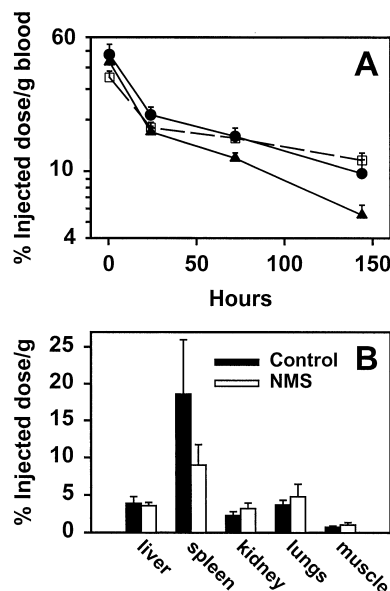 60
A
% Injected dose/g blood
10
4
0
50
100
150
Hours
25
Control
B
20
NMS
% Injected dose/g
15
10
5
0
liver
spleen
kidney
lungs
muscle